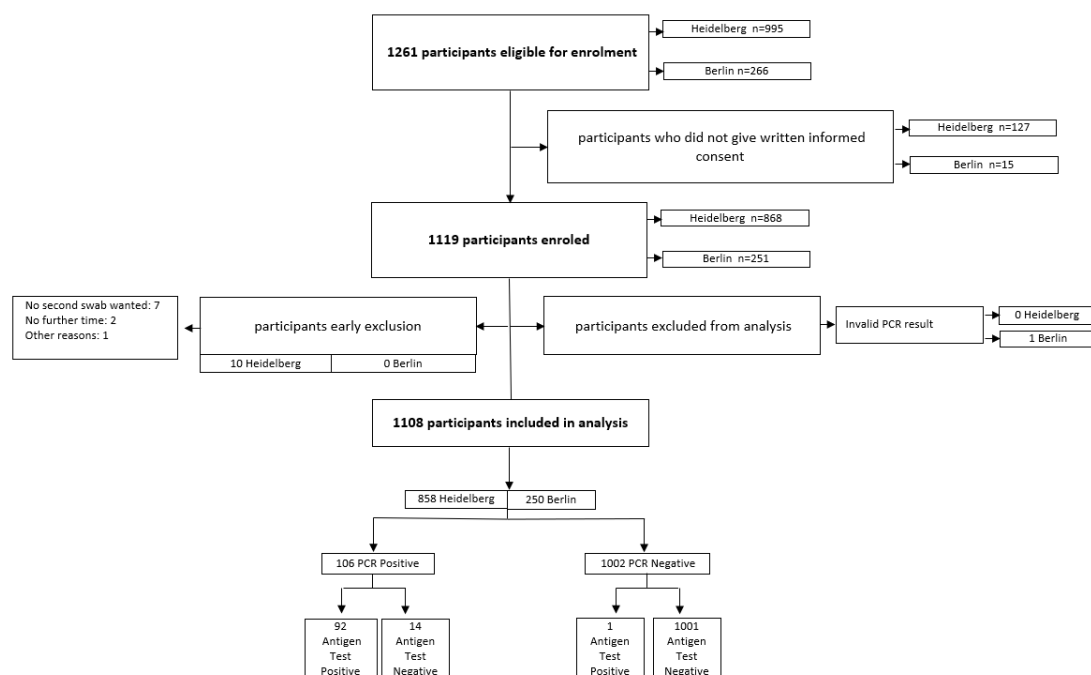 1261 participants eligible for enrolment
Heidelberg n=995
Berlin n=266
participants who did not give written informed
consent
Heidelberg n=127
Berlin n=15
1119 participants enroled
Heidelberg n=868
Berlin n=251
No second swab wanted: 7
No further time: 2
Other reasons: 1
participants early exclusion
10 Heidelberg
0 Berlin
participants excluded from analysis
Invalid PCR result
0 Heidelberg
1 Berlin
1108 participants included in analysis
858 Heidelberg
250 Berlin
106 PCR Positive
1002 PCR Negative
92
Antigen
Test
Positive
14
Antigen
Test
Negative
1
Antigen
Test
Positive
1001
Antigen
Test
Negative